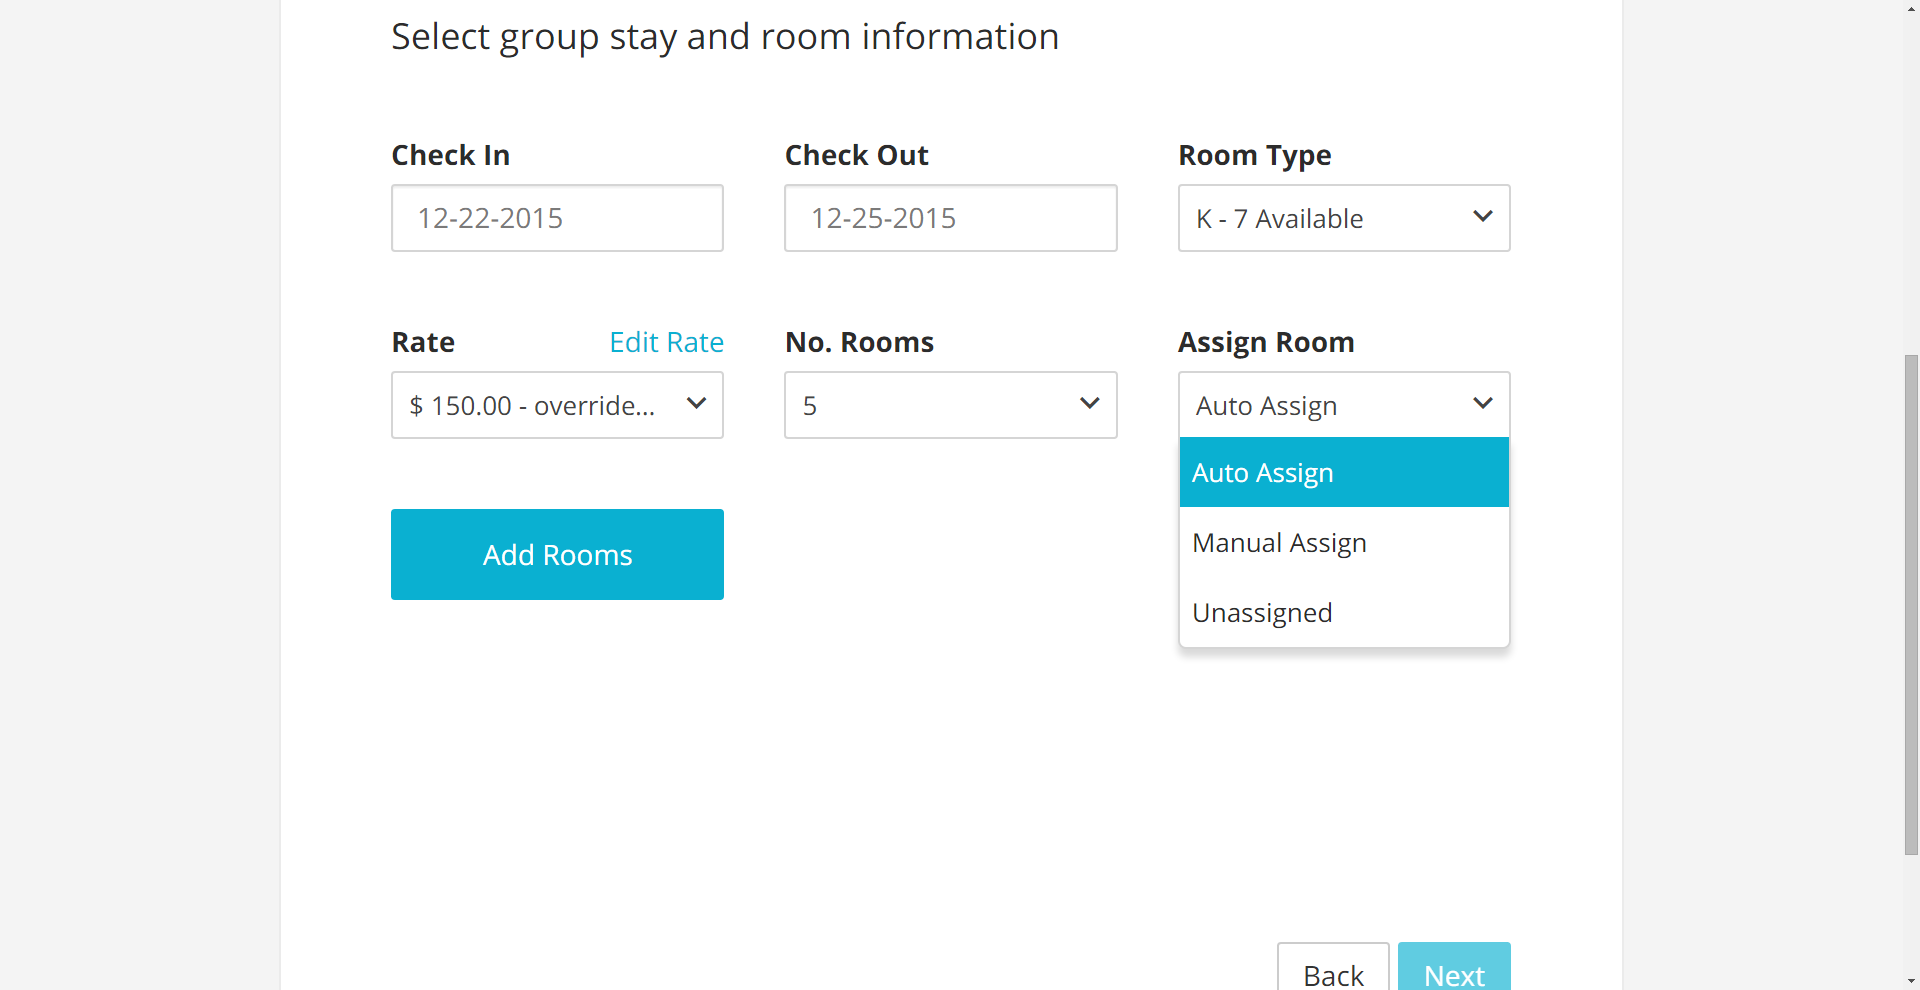 Select group stay and room information
Check In
Check Out
Room Type
12-22-2015
12-25-2015
K - 7 Available
Rate
Edit Rate
No. Rooms
Assign Room
$ 150.00 - override...
5
Auto Assign
Auto Assign
Manual Assign
Unassigned
Add Rooms
Back
Next